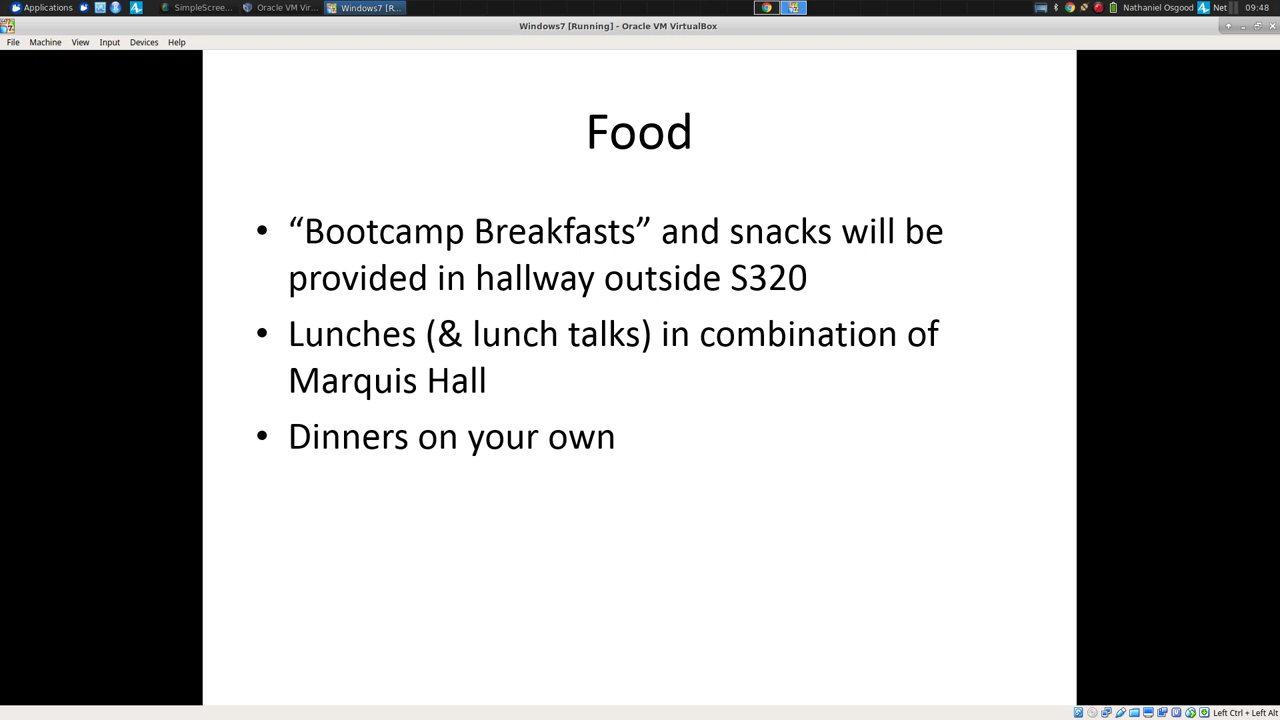 Applications
SimpleScree...
Oracle VM Vir...
Windows7 [R...
Nathaniel Osgood
Net
09:48
Windows7 [Running] - Oracle VM VirtualBox
File Machine View Input Devices Help
Food
• “Bootcamp Breakfasts” and snacks will be
provided in hallway outside S320
• Lunches (& lunch talks) in combination of
Marquis Hall
• Dinners on your own
Left Ctrl + Left Alt